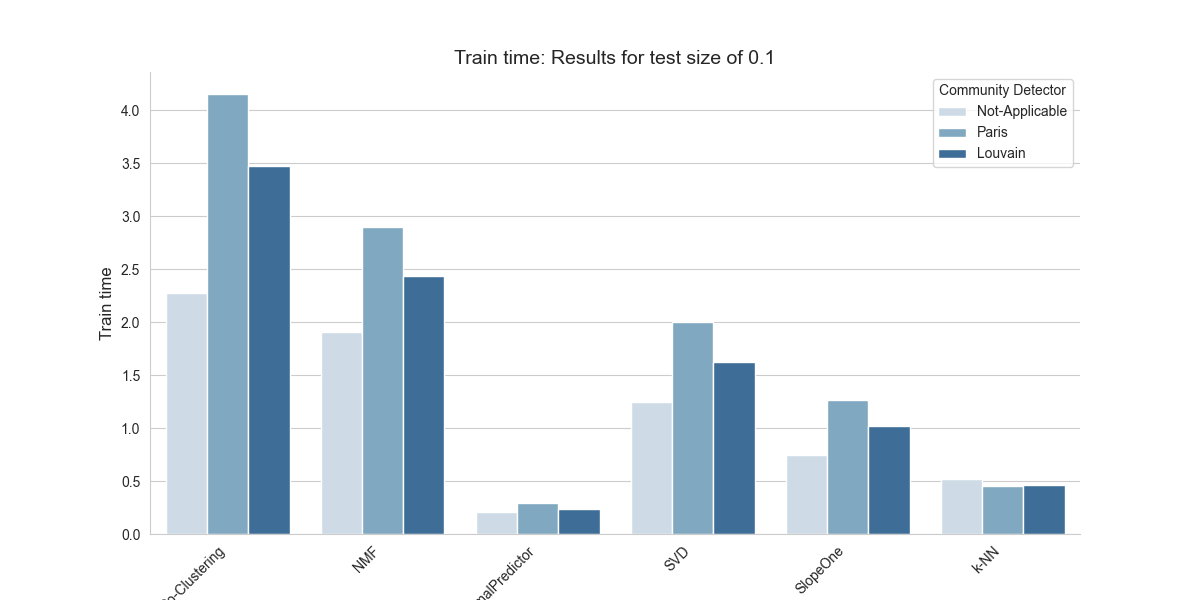 Train time: Results for test size of 0.1
Community Detector
Not-Applicable
Paris
Louvain
Train time
4.0
3.5
3.0
2.5
2.0
1.5
1.0
0.5
0.0
-Clustering
NMF
malPredictor
SVD
SlopeOne
k-NN